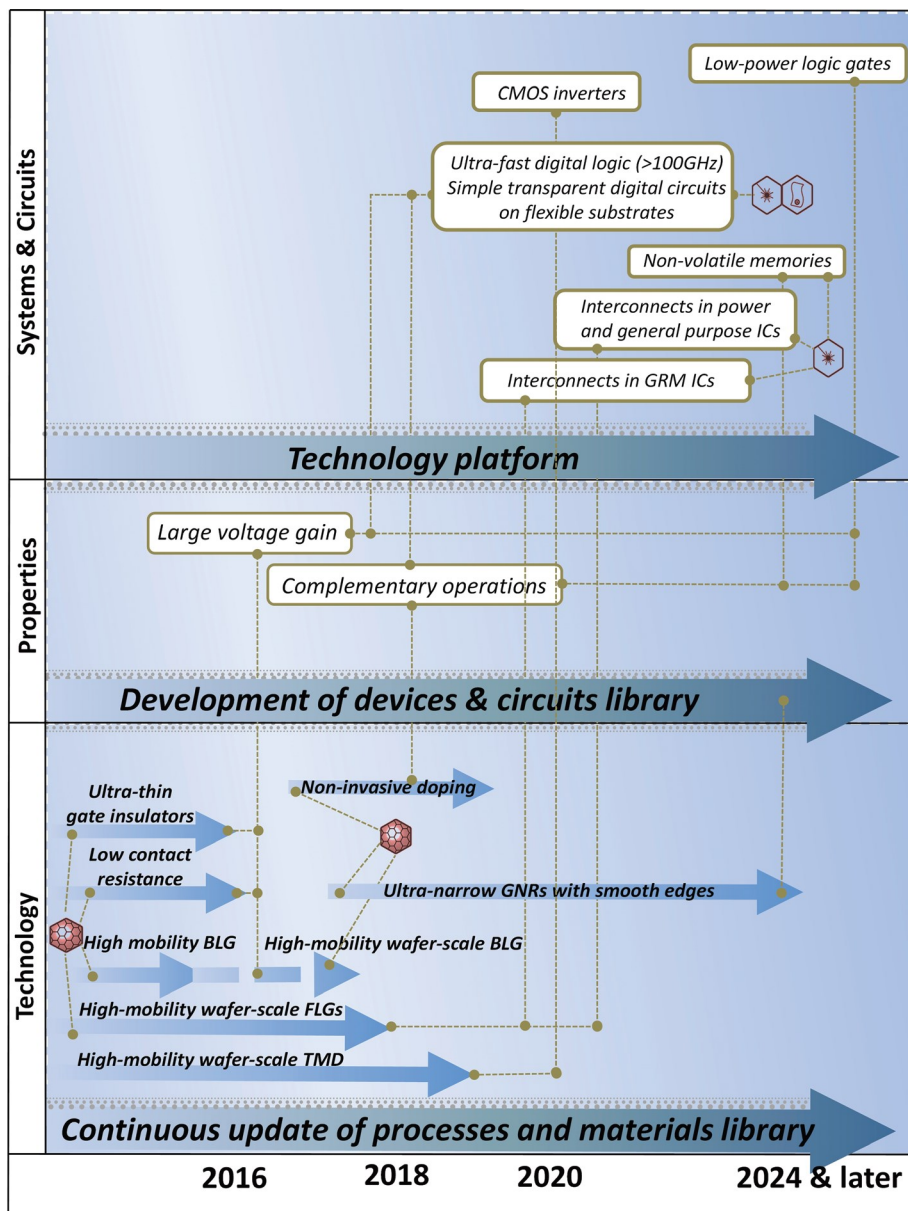 Systems & Circuits
Low-power logic gates
CMOS inverters
Ultra-fast digital logic (>100GHz)
Simple transparent digital circuits
on flexible substrates
Non-volatile memories
Interconnects in power
and general purpose ICs
Interconnects in GRM ICs
Technology platform
Properties
Large voltage gain
Complementary operations
Development of devices & circuits library
Technology
Non-invasive doping
Ultra-thin
gate insulators
Low contact
resistance
Ultra-narrow GNRs with smooth edges
High mobility BLG
High-mobility wafer-scale BLG
High-mobility wafer-scale FLGs
High-mobility wafer-scale TMD
Continuous update of processes and materials library
2016 2018 2020 2024 & later